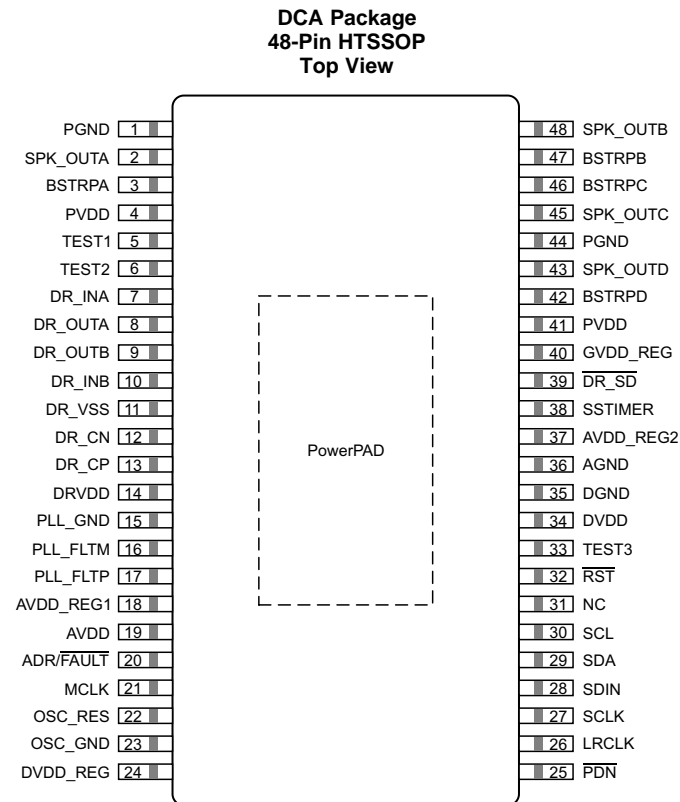 DCA Package
48-Pin HTSSOP
Top View
PGND 1
SPK_OUTA 2
BSTRPA 3
PVDD 4
TEST1 5
TEST2 6
DR_INA 7
DR_OUTA 8
DR_OUTB 9
DR_INB 10
DR_VSS 11
DR_CN 12
DR_CP 13
DRVDD 14
PLL_GND 15
PLL_FLTM 16
PLL_FLTP 17
AVDD_REG1 18
AVDD 19
ADR/F̅A̅U̅L̅T̅ 20
MCLK 21
OSC_RES 22
OSC_GND 23
DVDD_REG 24
PowerPAD
48 SPK_OUTB
47 BSTRPB
46 BSTRPC
45 SPK_OUTC
44 PGND
43 SPK_OUTD
42 BSTRPD
41 PVDD
40 GVDD_REG
39 D̅R̅_̅S̅D̅
38 SSTIMER
37 AVDD_REG2
36 AGND
35 DGND
34 DVDD
33 TEST3
32 R̅S̅T̅
31 NC
30 SCL
29 SDA
28 SDIN
27 SCLK
26 LRCLK
25 P̅D̅N̅